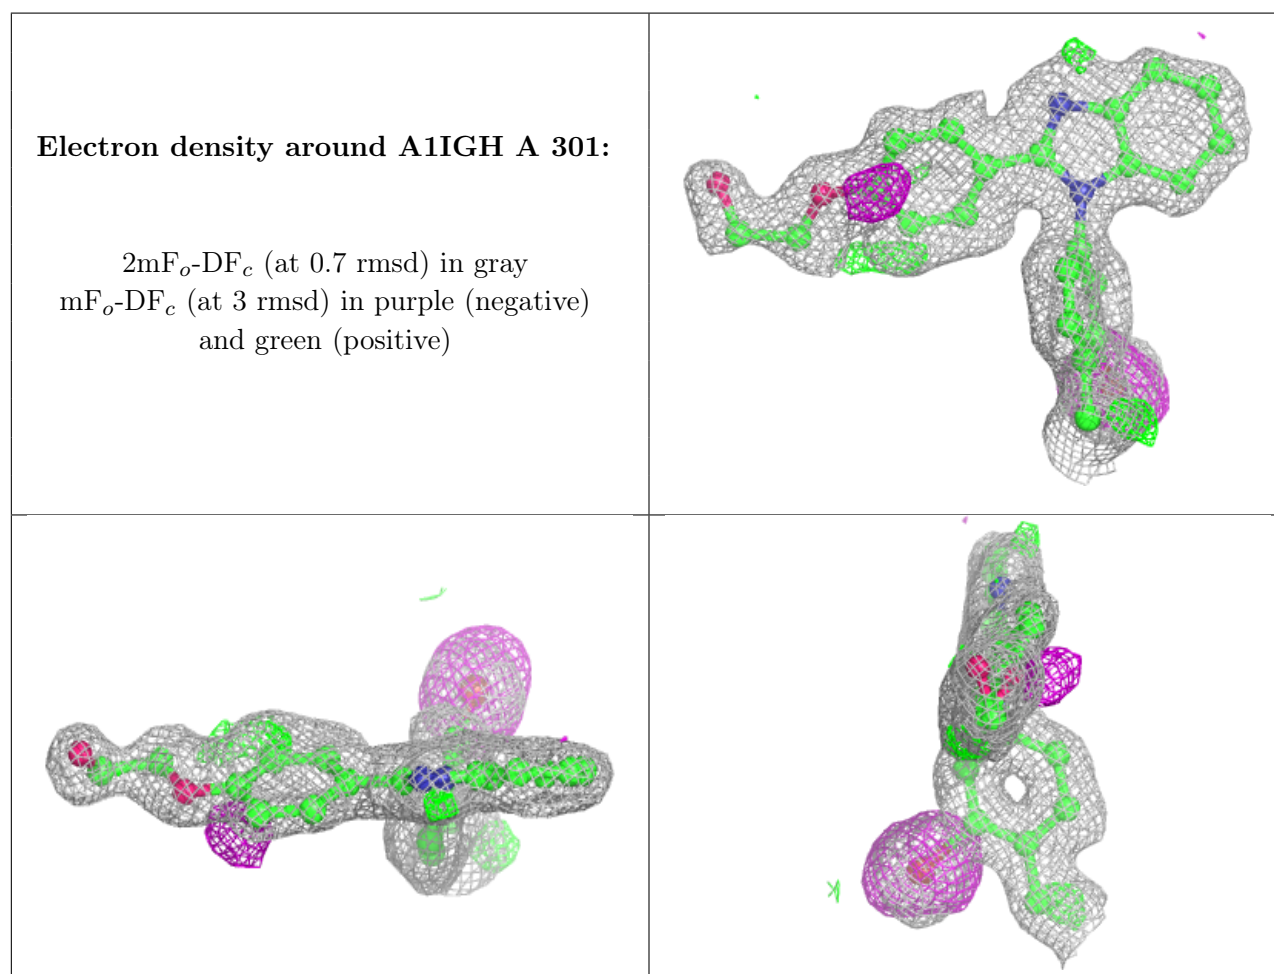 Electron density around A1IGH A 301:
2mFo-DFc (at 0.7 rmsd) in gray
mFo-DFc (at 3 rmsd) in purple (negative)
and green (positive)